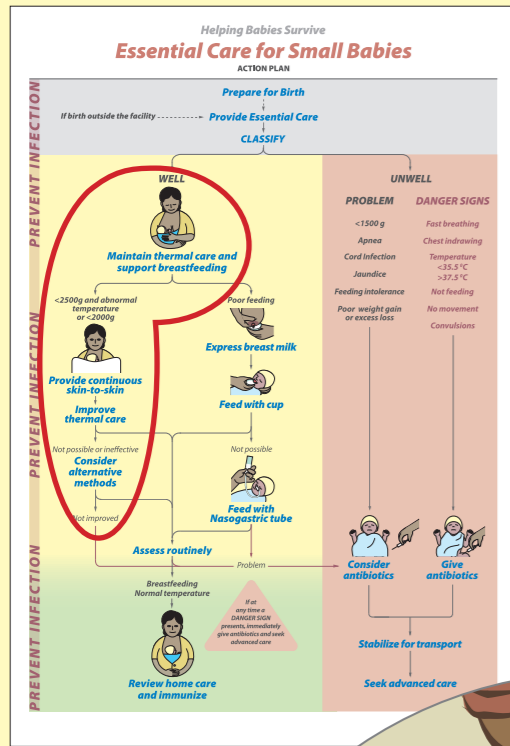 Helping Babies Survive
Essential Care for Small Babies
ACTION PLAN
PREVENT INFECTION
Prepare for Birth
If birth outside the facility
Provide Essential Care
CLASSIFY
WELL
Maintain thermal care and
support breastfeeding
<2500g and abnormal
temperature
or <2000g
Poor feeding
Provide continuous
skin-to-skin
Improve
thermal care
Express breast milk
Feed with cup
PREVENT INFECTION
Not possible or ineffective
Consider
alternative
methods
Not possible
Not improved
Feed with
Nasogastric tube
Assess routinely
Problem
PREVENT INFECTION
Breastfeeding
Normal temperature
If at
any time a
DANGER SIGN
presents, immediately
give antibiotics and seek
advanced care
Review home care
and immunize
UNWELL
PROBLEM
<1500 g
Apnea
Cord Infection
Jaundice
Feeding intolerance
Poor weight gain
or excess loss
DANGER SIGNS
Fast breathing
Chest indrawing
Temperature
<35.5 °C
>37.5 °C
Not feeding
No movement
Convulsions
Consider
antibiotics
Give
antibiotics
Stabilize for transport
Seek advanced care